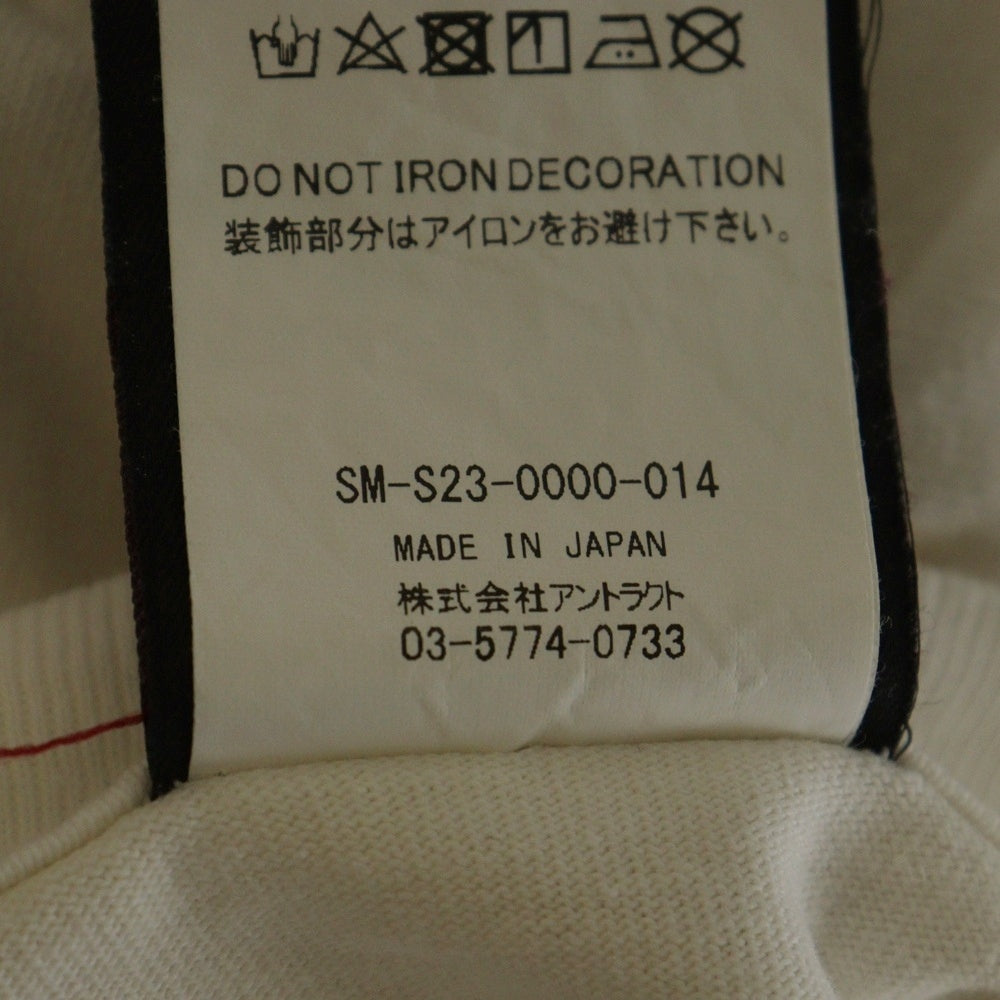 DO NOT IRON DECORATION
装飾部分はアイロンをお避け下さい。
SM-S23-0000-014
MADE IN JAPAN
株式会社アントラクト
03-5774-0733